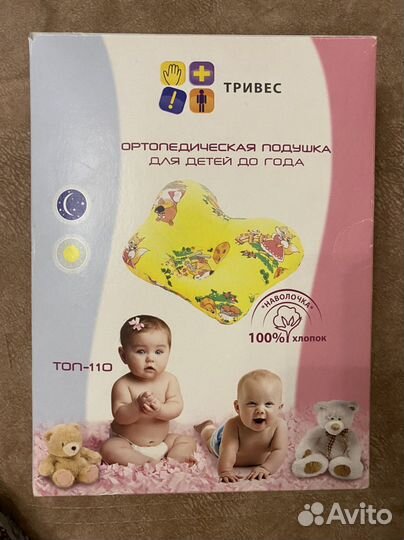 ТРИВЕС
ОРТОПЕДИЧЕСКАЯ ПОДУШКА
ДЛЯ ДЕТЕЙ ДО ГОДА
"НАВОЛОЧКА"
100% ХЛОПОК
ТОП-110
Avito